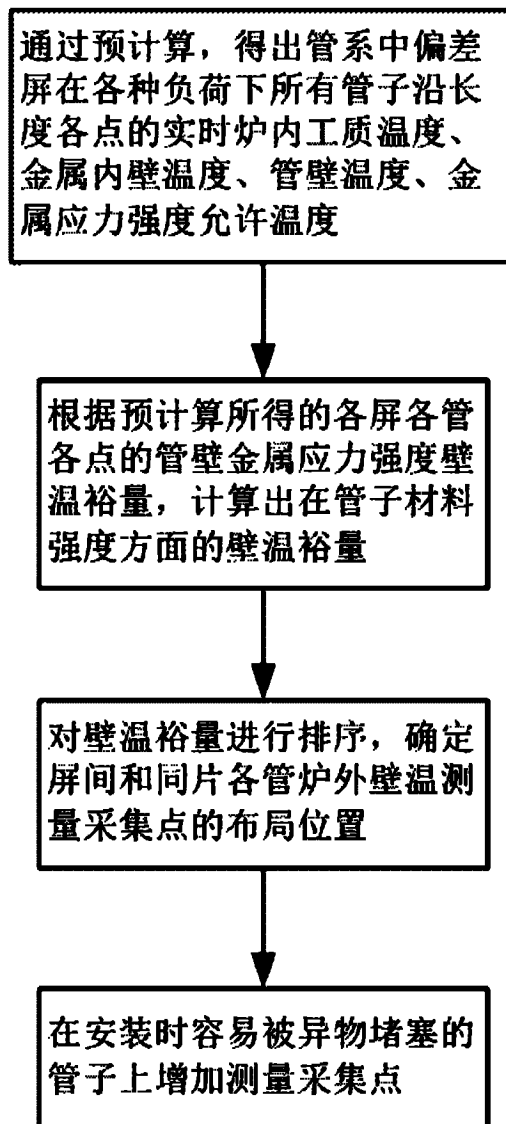 通过预计算，得出管系中偏差
屏在各种负荷下所有管子沿长
度各点的实时炉内工质温度、
金属内壁温度、管壁温度、金
属应力强度允许温度
根据预计算所得的各屏各管
各点的管壁金属应力强度壁
温裕量，计算出在管子材料
强度方面的壁温裕量
对壁温裕量进行排序，确定
屏间和同片各管炉外壁温测
量采集点的布局位置
在安装时容易被异物堵塞的
管子上增加测量采集点